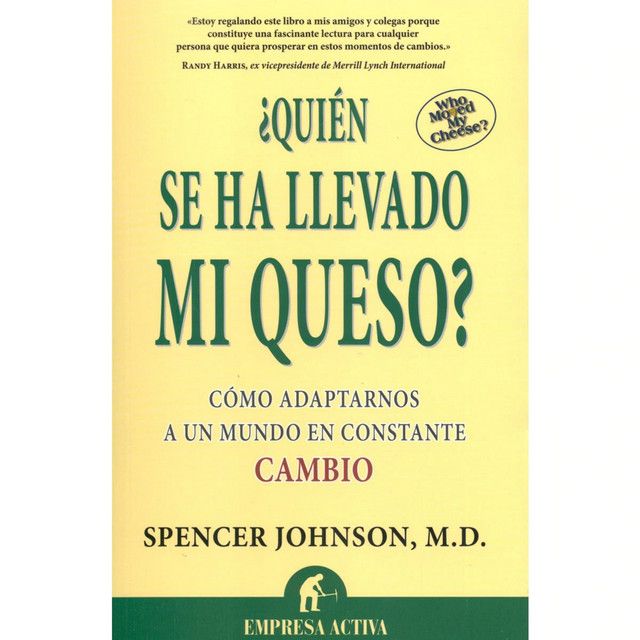 «Estoy regalando este libro a mis amigos y colegas porque
constituye una fascinante lectura para cualquier
persona que quiera prosperar en estos momentos de cambios.»
RANDY HARRIS, ex vicepresidente de Merrill Lynch International
Who
Moved
My
Cheese?
¿QUIÉN
SE HA LLEVADO
MI QUESO?
CÓMO ADAPTARNOS
A UN MUNDO EN CONSTANTE
CAMBIO
SPENCER JOHNSON, M.D.
EMPRESA ACTIVA